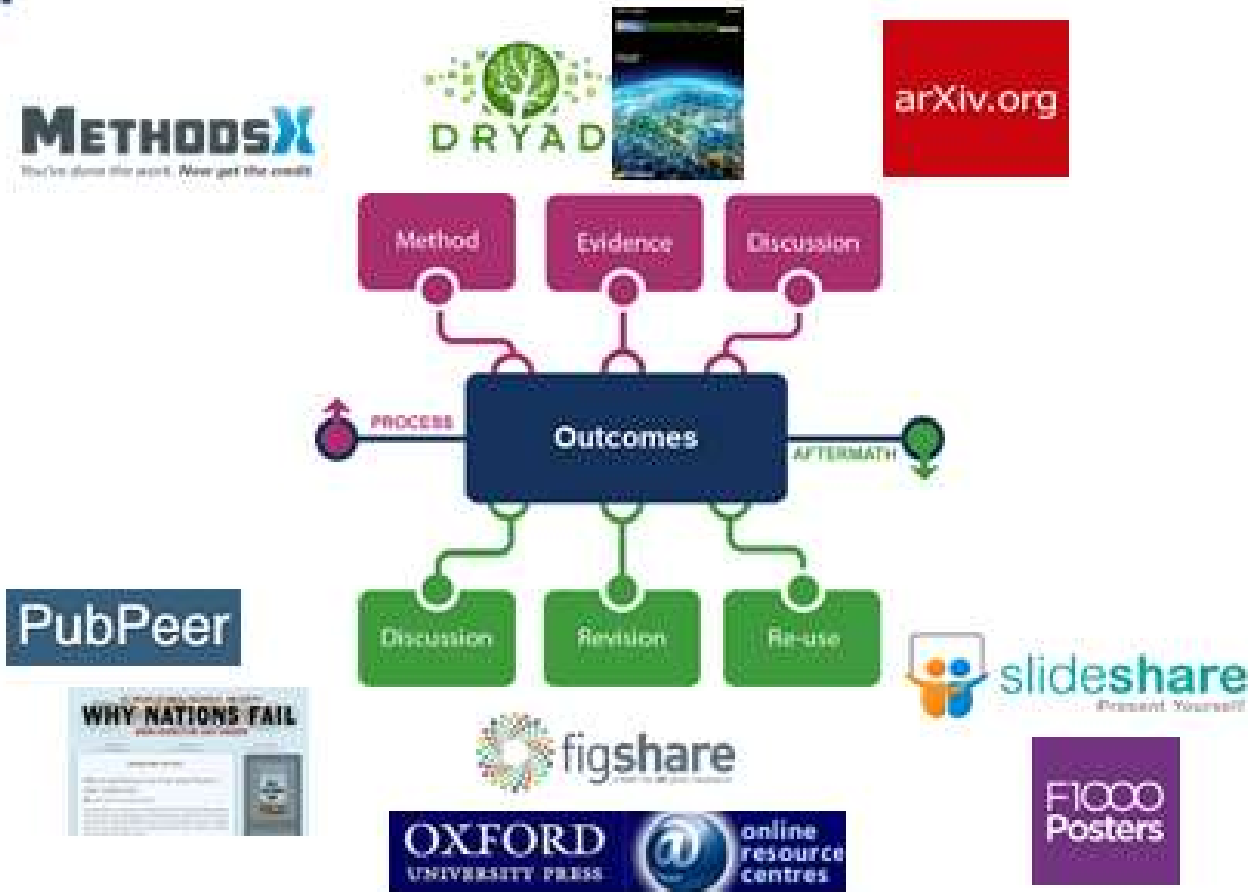 DRYAD
arXiv.org
METHODSX
You've done the work. Now get the credit
Method
Evidence
Discussion
PROCESS
Outcomes
AFTERMATH
Discussion
Revision
Re-use
PubPeer
WHY NATIONS FAIL
slideshare
Present Yourself
figshare
F1000
Posters
OXFORD
UNIVERSITY PRESS
online
resource
centres